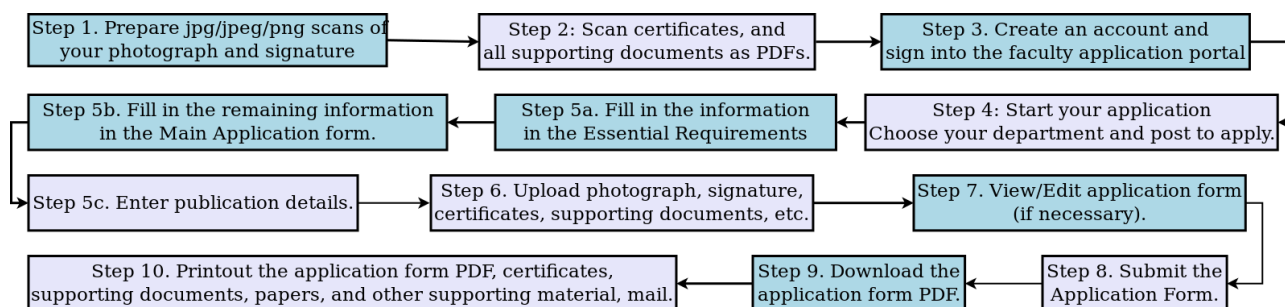 Step 1. Prepare jpg/jpeg/png scans of
your photograph and signature
Step 2: Scan certificates, and
all supporting documents as PDFs.
Step 3. Create an account and
sign into the faculty application portal
Step 4: Start your application
Choose your department and post to apply.
Step 5a. Fill in the information
in the Essential Requirements
Step 5b. Fill in the remaining information
in the Main Application form.
Step 5c. Enter publication details.
Step 6. Upload photograph, signature,
certificates, supporting documents, etc.
Step 7. View/Edit application form
(if necessary).
Step 8. Submit the
Application Form.
Step 9. Download the
application form PDF.
Step 10. Printout the application form PDF, certificates,
supporting documents, papers, and other supporting material, mail.